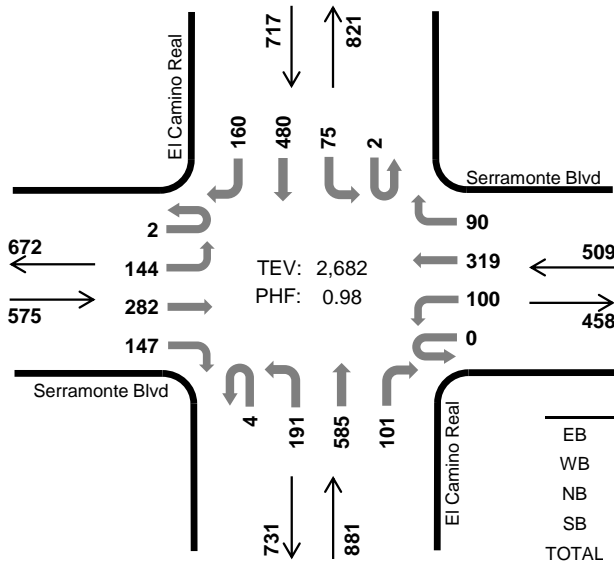 717
821
El Camino Real
160
480
75
2
Serramonte Blvd
2
90
672
144
TEV: 2,682
319
509
575
282
PHF: 0.98
100
458
147
0
Serramonte Blvd
4
191
585
101
El Camino Real
731
881
EB
WB
NB
SB
TOTAL